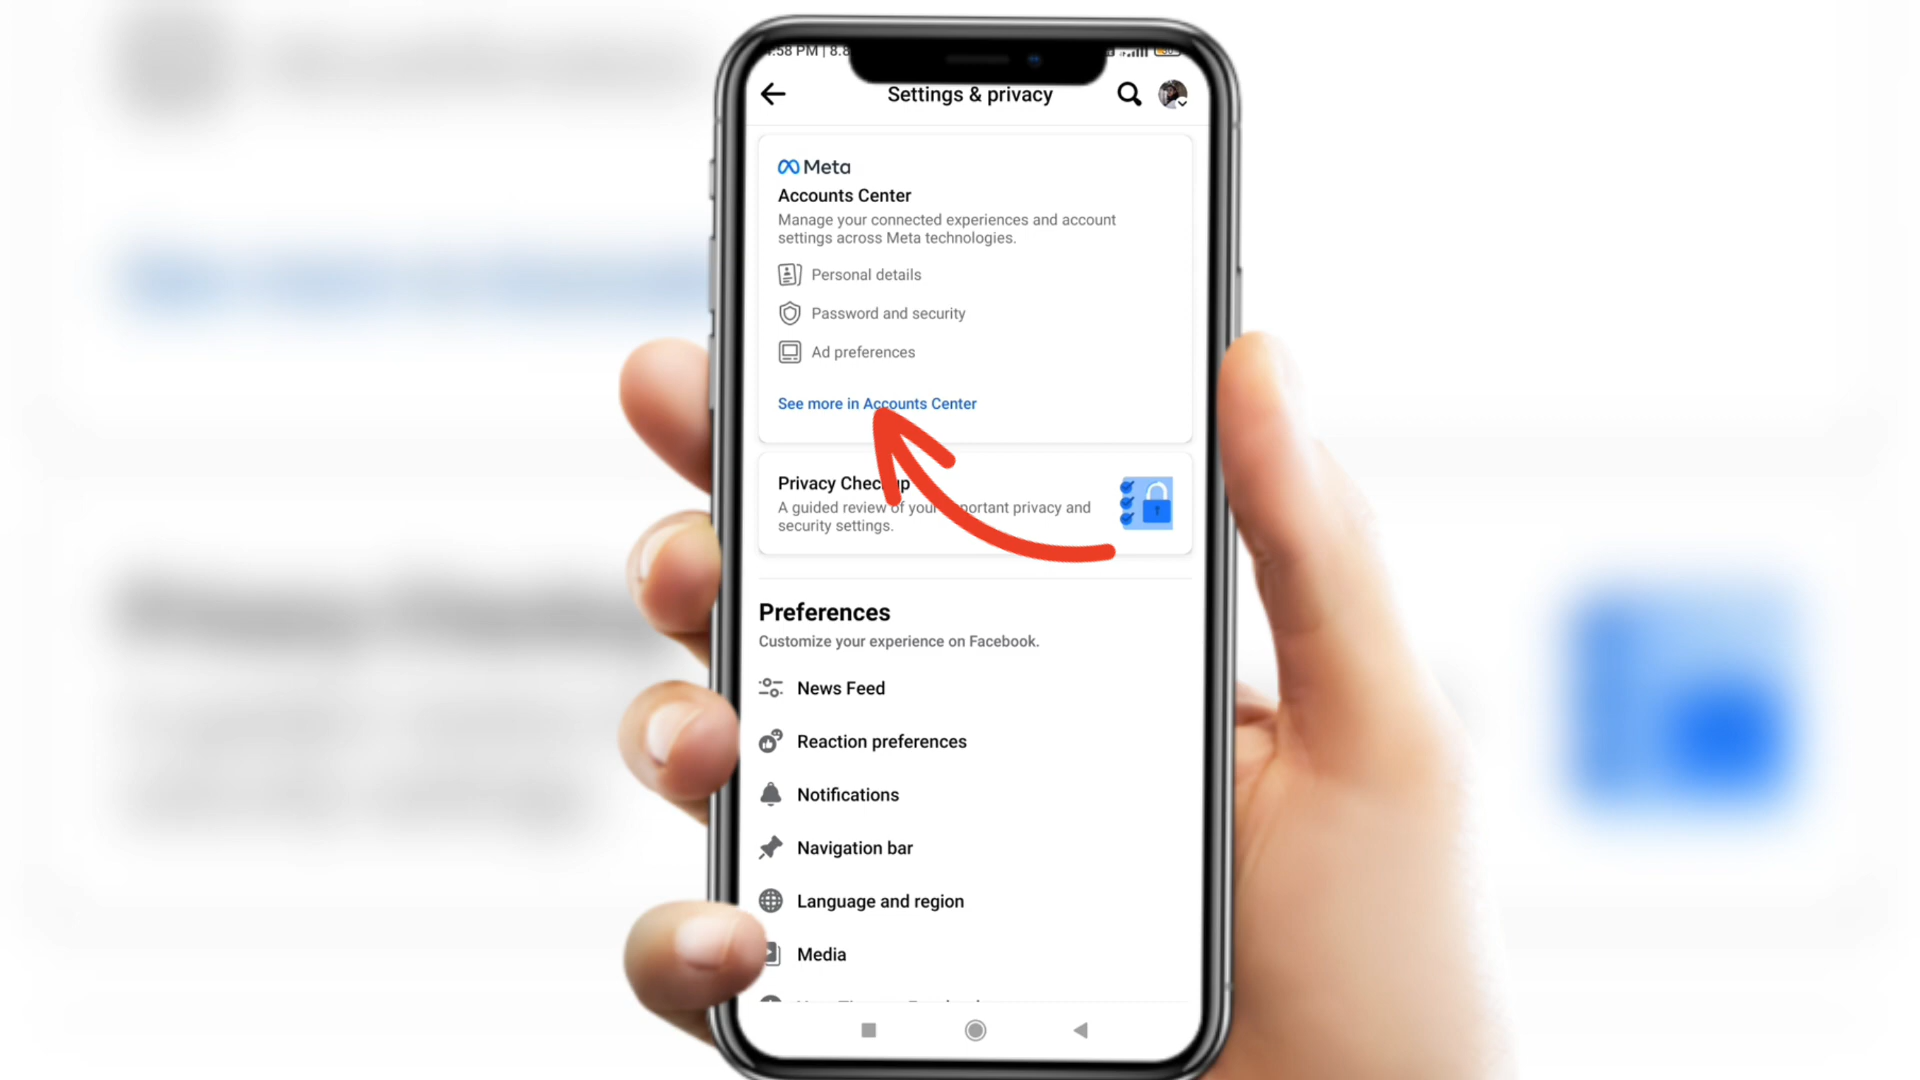 :58 PM | 8.8
Settings & privacy
Meta
Accounts Center
Manage your connected experiences and account
settings across Meta technologies.
Personal details
Password and security
Ad preferences
See more in Accounts Center
Privacy Checkup
A guided review of your important privacy and
security settings.
Preferences
Customize your experience on Facebook.
News Feed
Reaction preferences
Notifications
Navigation bar
Language and region
Media